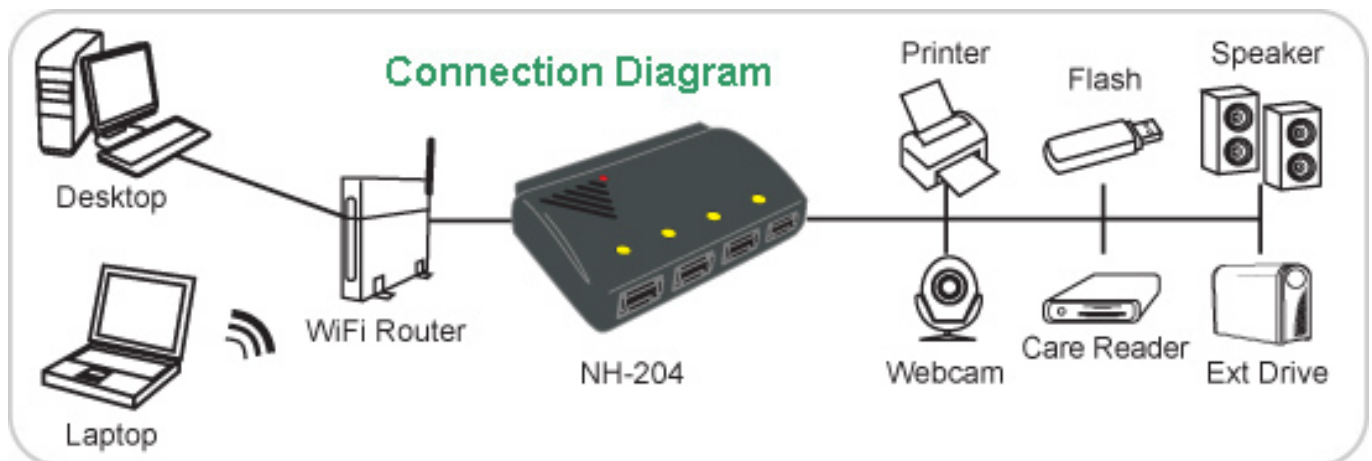 Connection Diagram
Desktop
Laptop
WiFi Router
NH-204
Printer
Flash
Speaker
Webcam
Care Reader
Ext Drive